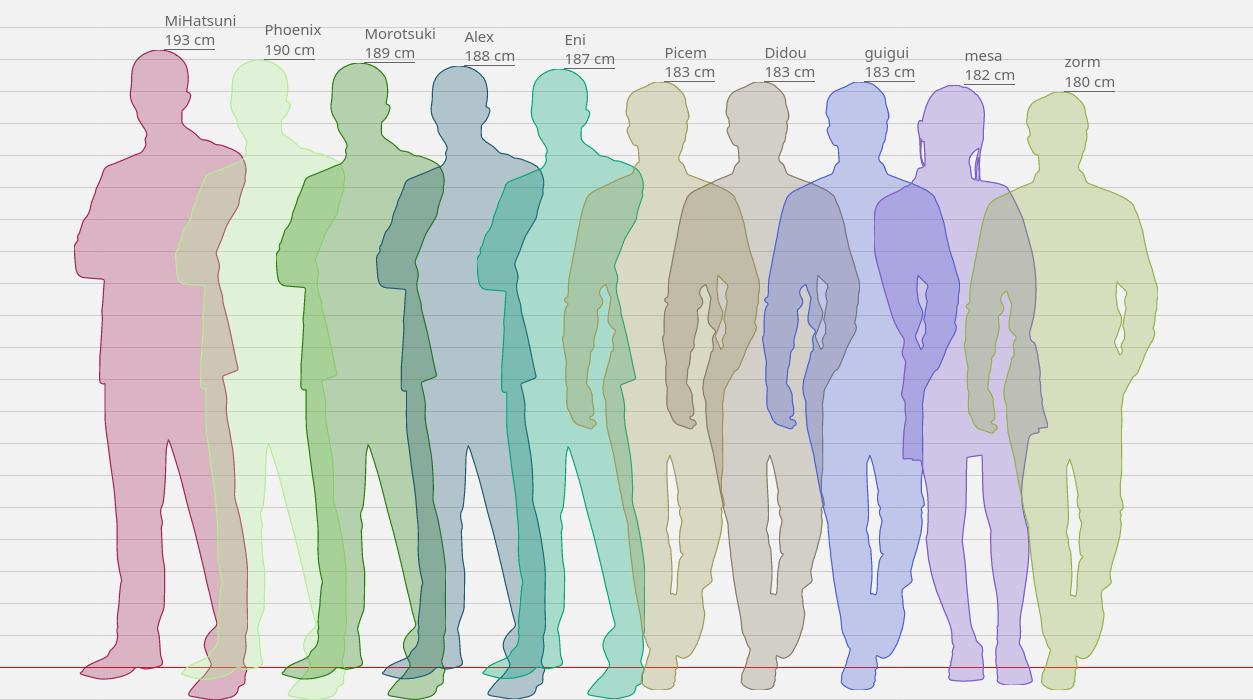 MiHatsuni
193 cm
Phoenix
190 cm
Morotsuki
189 cm
Alex
188 cm
Eni
187 cm
Picem
183 cm
Didou
183 cm
guigui
183 cm
mesa
182 cm
zorm
180 cm